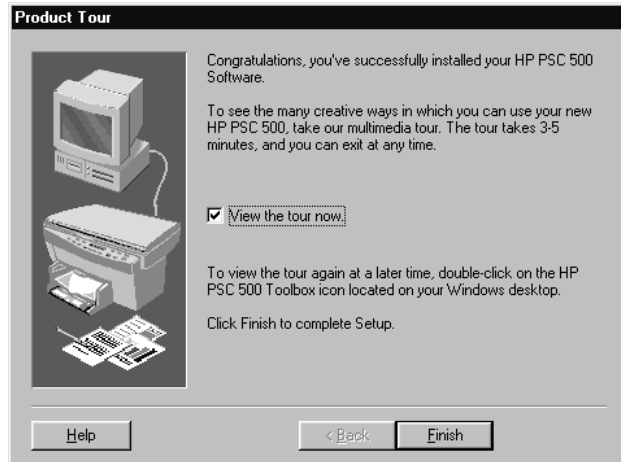 Product Tour
Congratulations, you've successfully installed your HP PSC 500
Software.
To see the many creative ways in which you can use your new
HP PSC 500, take our multimedia tour. The tour takes 3-5
minutes, and you can exit at any time.
View the tour now.
To view the tour again at a later time, double-click on the HP
PSC 500 Toolbox icon located on your Windows desktop.
Click Finish to complete Setup.
Help
< Back
Finish